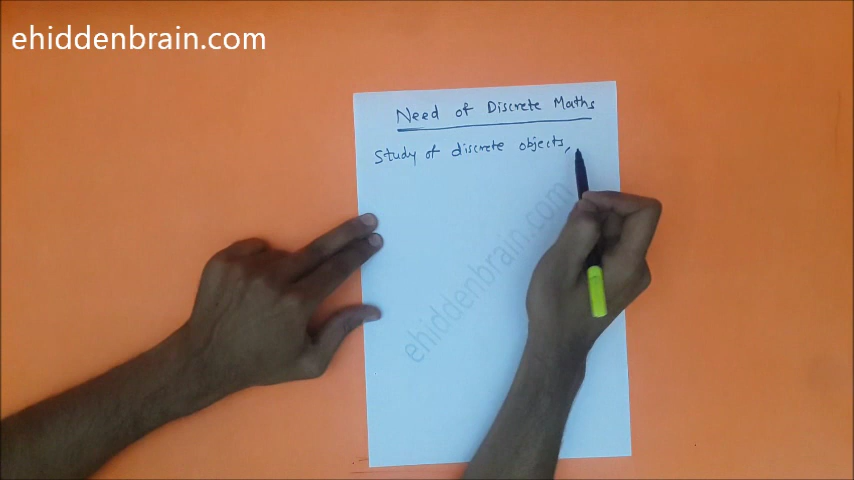 ehiddenbrain.com
Need of Discrete Maths
Study of discrete objects,
ehiddenbrain.com